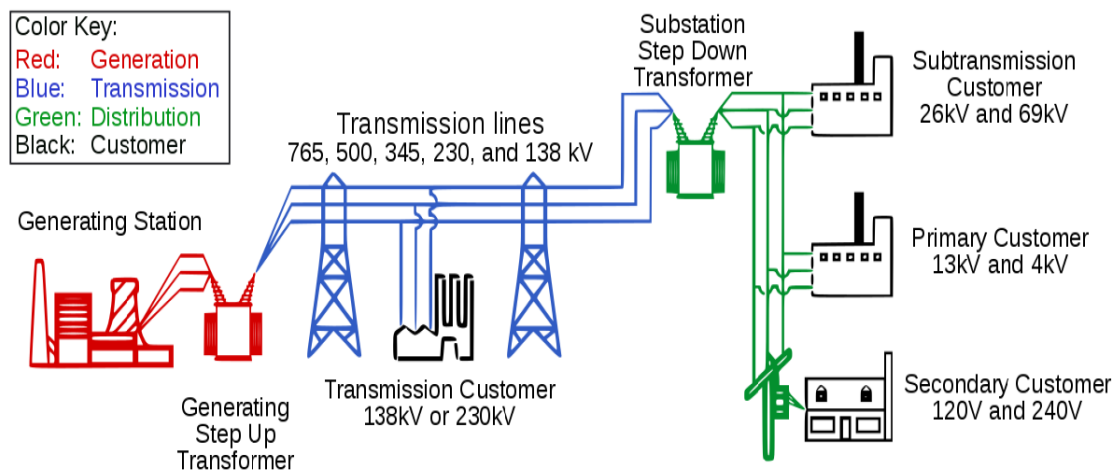 Color Key:
Red: Generation
Blue: Transmission
Green: Distribution
Black: Customer
Generating Station
Generating
Step Up
Transformer
Transmission lines
765, 500, 345, 230, and 138 kV
Transmission Customer
138kV or 230kV
Substation
Step Down
Transformer
Subtransmission
Customer
26kV and 69kV
Primary Customer
13kV and 4kV
Secondary Customer
120V and 240V